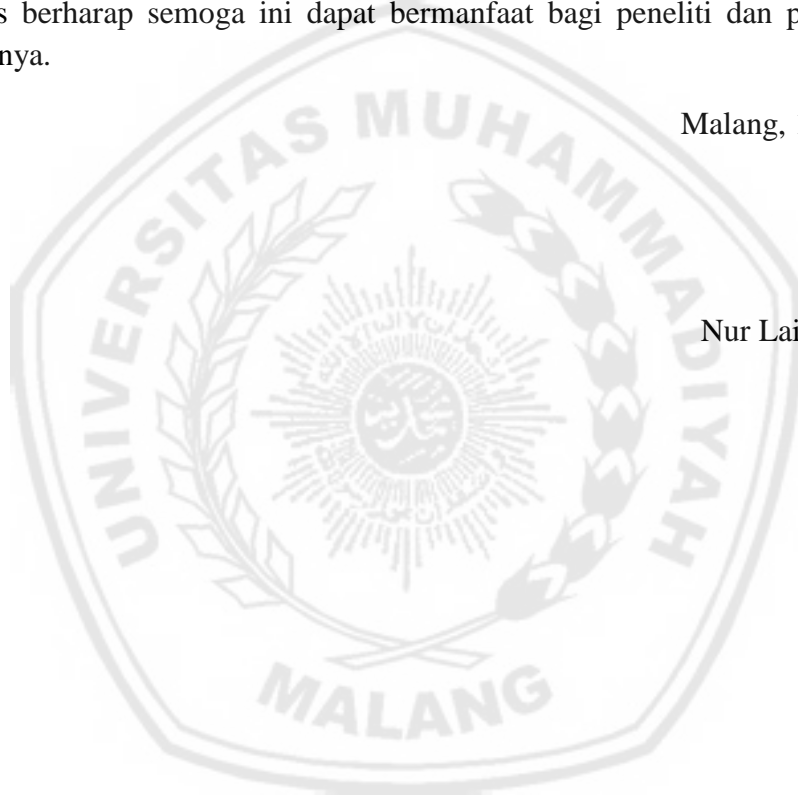 s berharap semoga ini dapat bermanfaat bagi peneliti dan p
nya.
Malang,
Nur Lai
UNIVERSITAS MUHAMMADIYAH
MALANG